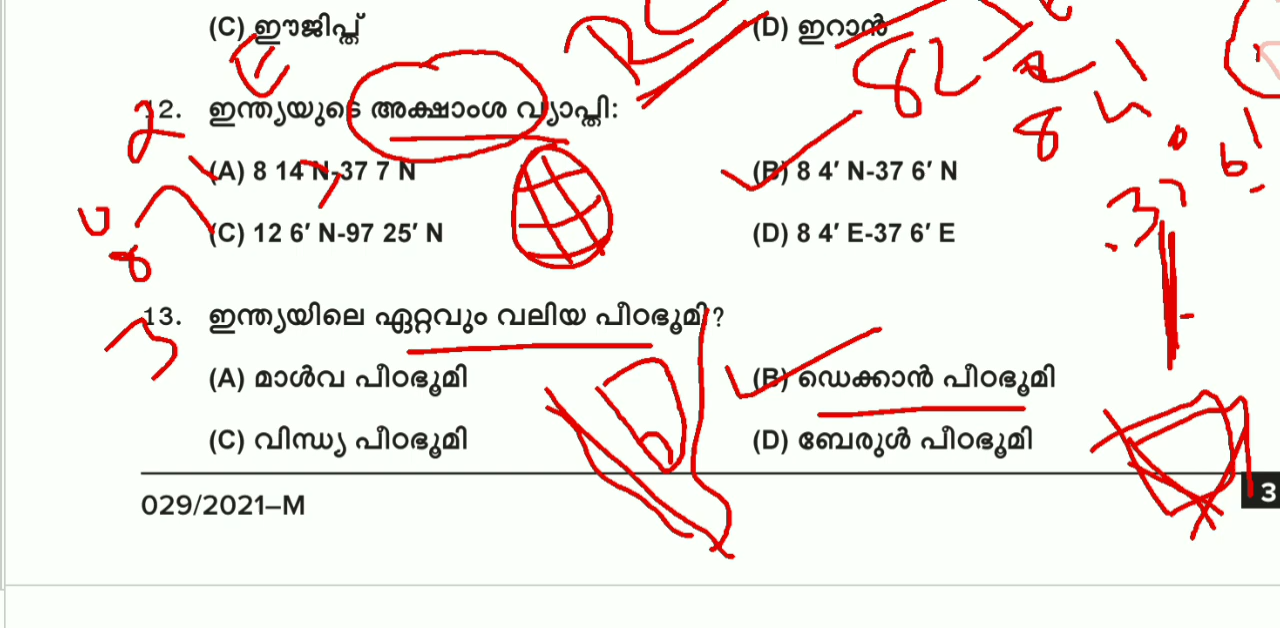 (C) ഈജിപ്ത്
(D) ഇറാൻ
82
12. ഇന്ത്യയുടെ അക്ഷാംശ വ്യാപ്തി:
(A) 8 14 N-37 7 N
(B) 8 4′ N-37 6′ N
(C) 12 6′ N-97 25′ N
(D) 8 4′ E-37 6′ E
13. ഇന്ത്യയിലെ ഏറ്റവും വലിയ പീഠഭൂമി?
(A) മാൾവ പീഠഭൂമി
(B) ഡെക്കാൻ പീഠഭൂമി
(C) വിന്ധ്യ പീഠഭൂമി
(D) ബേരുൾ പീഠഭൂമി
029/2021–M
3